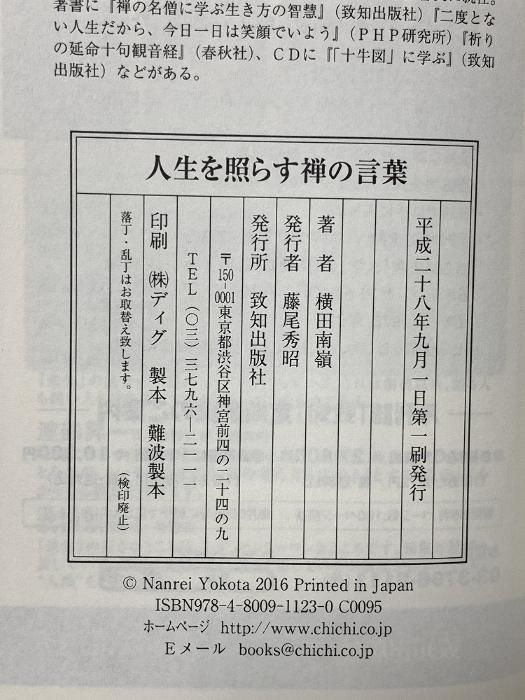 著書に『禅の名僧に学ぶ生き方の智慧』（致知出版社）『二度とな
い人生だから、今日一日は笑顔でいよう』（ＰＨＰ研究所）『祈り
の延命十句観音経』（春秋社）、ＣＤに『「十牛図」に学ぶ』（致知
出版社）などがある。
人生を照らす禅の言葉
平成二十八年九月一日第一刷発行
著者 横田南嶺
発行者 藤尾秀昭
発行所 致知出版社
〒150-0001東京都渋谷区神宮前四の二十四の九
ＴＥＬ（〇三）三七九六―二一一一
印刷 ㈱ディグ 製本 難波製本
落丁・乱丁はお取替え致します。 （検印廃止）
© Nanrei Yokota 2016 Printed in Japan
ISBN978-4-8009-1123-0 C0095
ホームページ http://www.chichi.co.jp
Ｅメール books@chichi.co.jp